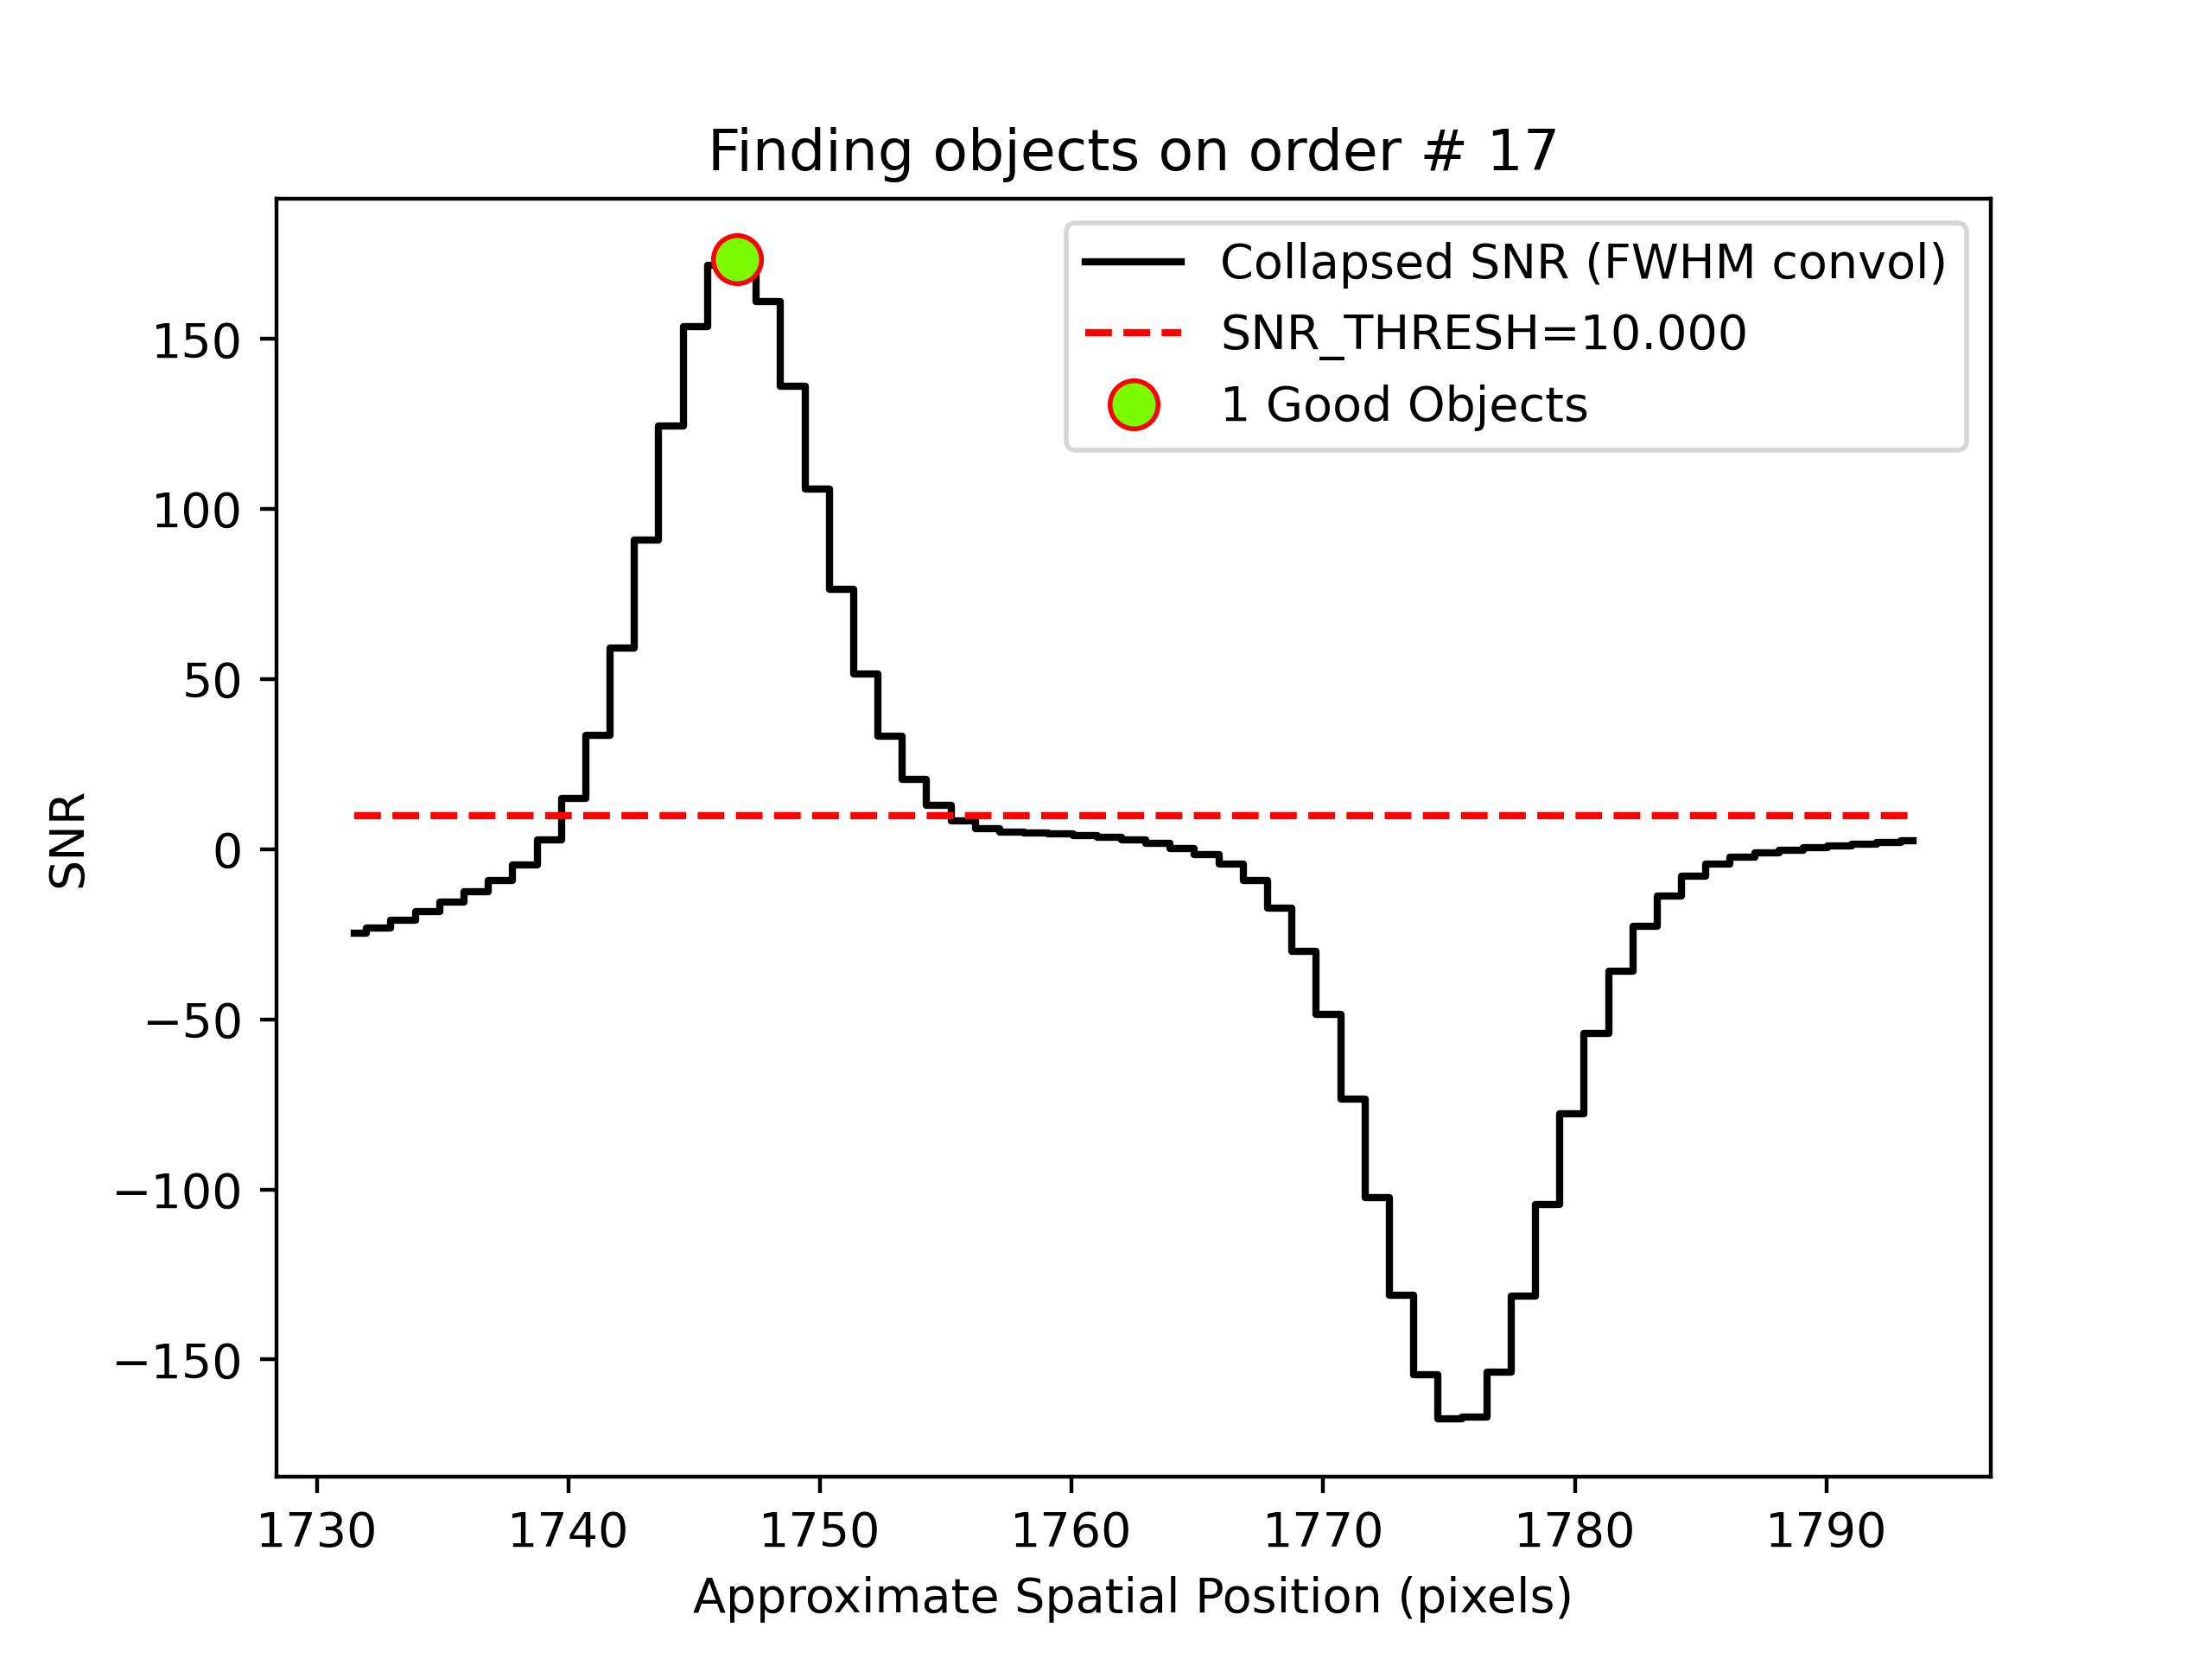 Finding objects on order # 17
Collapsed SNR (FWHM convol)
SNR_THRESH=10.000
1 Good Objects
SNR
150
100
50
0
−50
−100
−150
1730 1740 1750 1760 1770 1780 1790
Approximate Spatial Position (pixels)